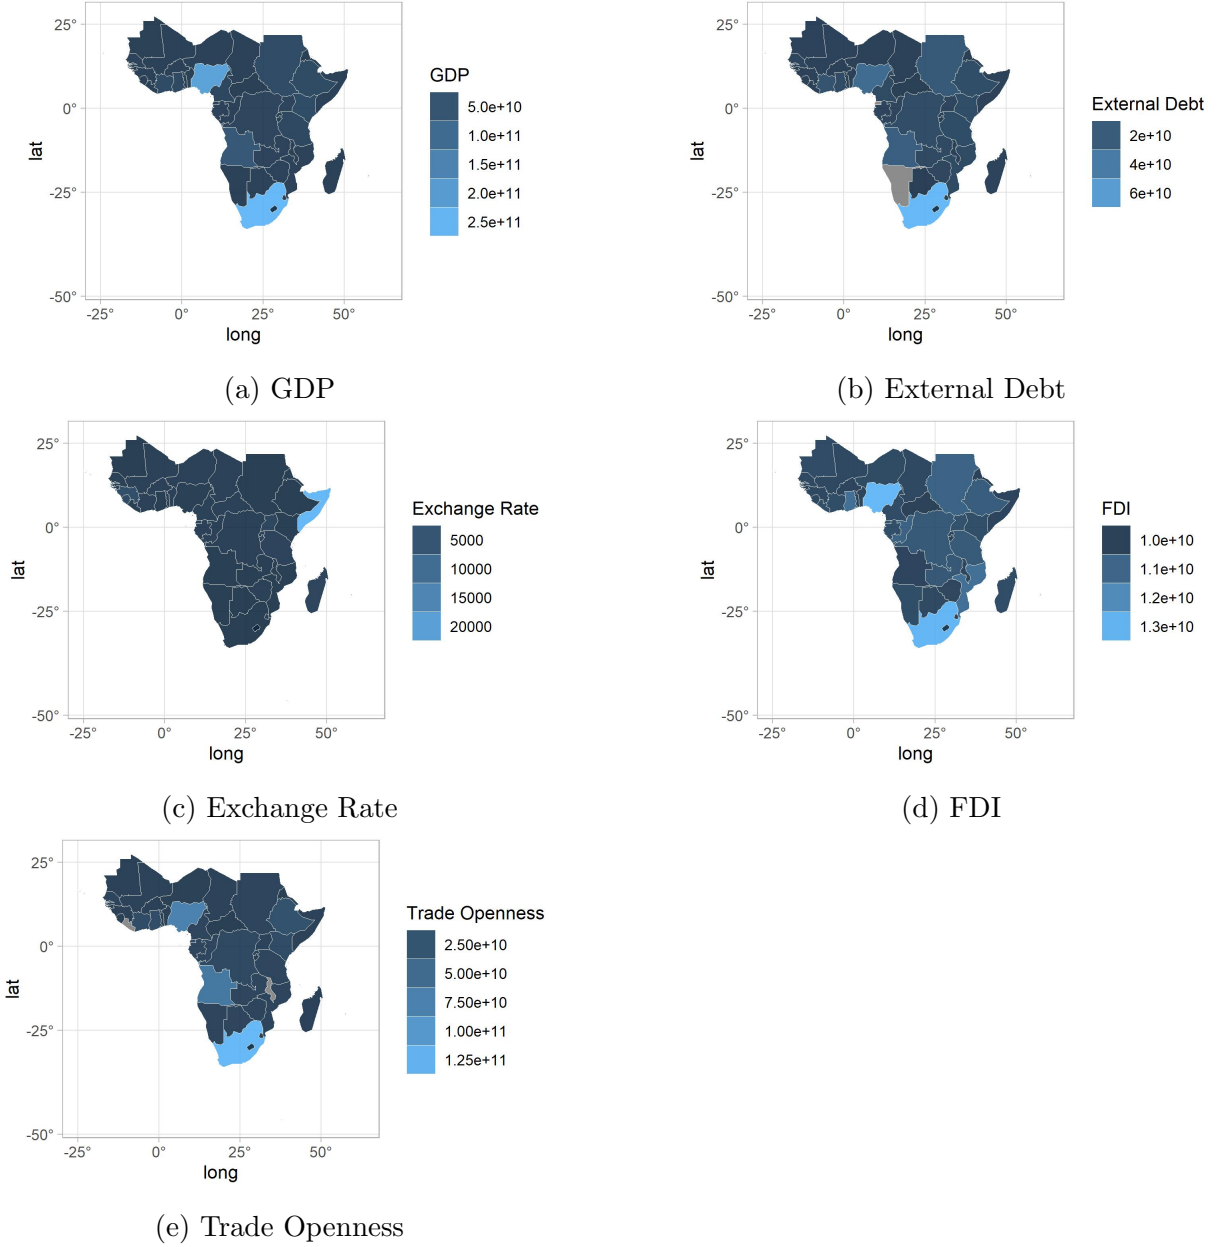 25°
0°
-25°
-50°
lat
-25° 0° 25° 50°
long
GDP
5.0e+10
1.0e+11
1.5e+11
2.0e+11
2.5e+11
(a) GDP
25°
0°
-25°
-50°
lat
-25° 0° 25° 50°
long
External Debt
2e+10
4e+10
6e+10
(b) External Debt
25°
0°
-25°
-50°
lat
-25° 0° 25° 50°
long
Exchange Rate
5000
10000
15000
20000
(c) Exchange Rate
25°
0°
-25°
-50°
lat
-25° 0° 25° 50°
long
FDI
1.0e+10
1.1e+10
1.2e+10
1.3e+10
(d) FDI
25°
0°
-25°
-50°
lat
-25° 0° 25° 50°
long
Trade Openness
2.50e+10
5.00e+10
7.50e+10
1.00e+11
1.25e+11
(e) Trade Openness